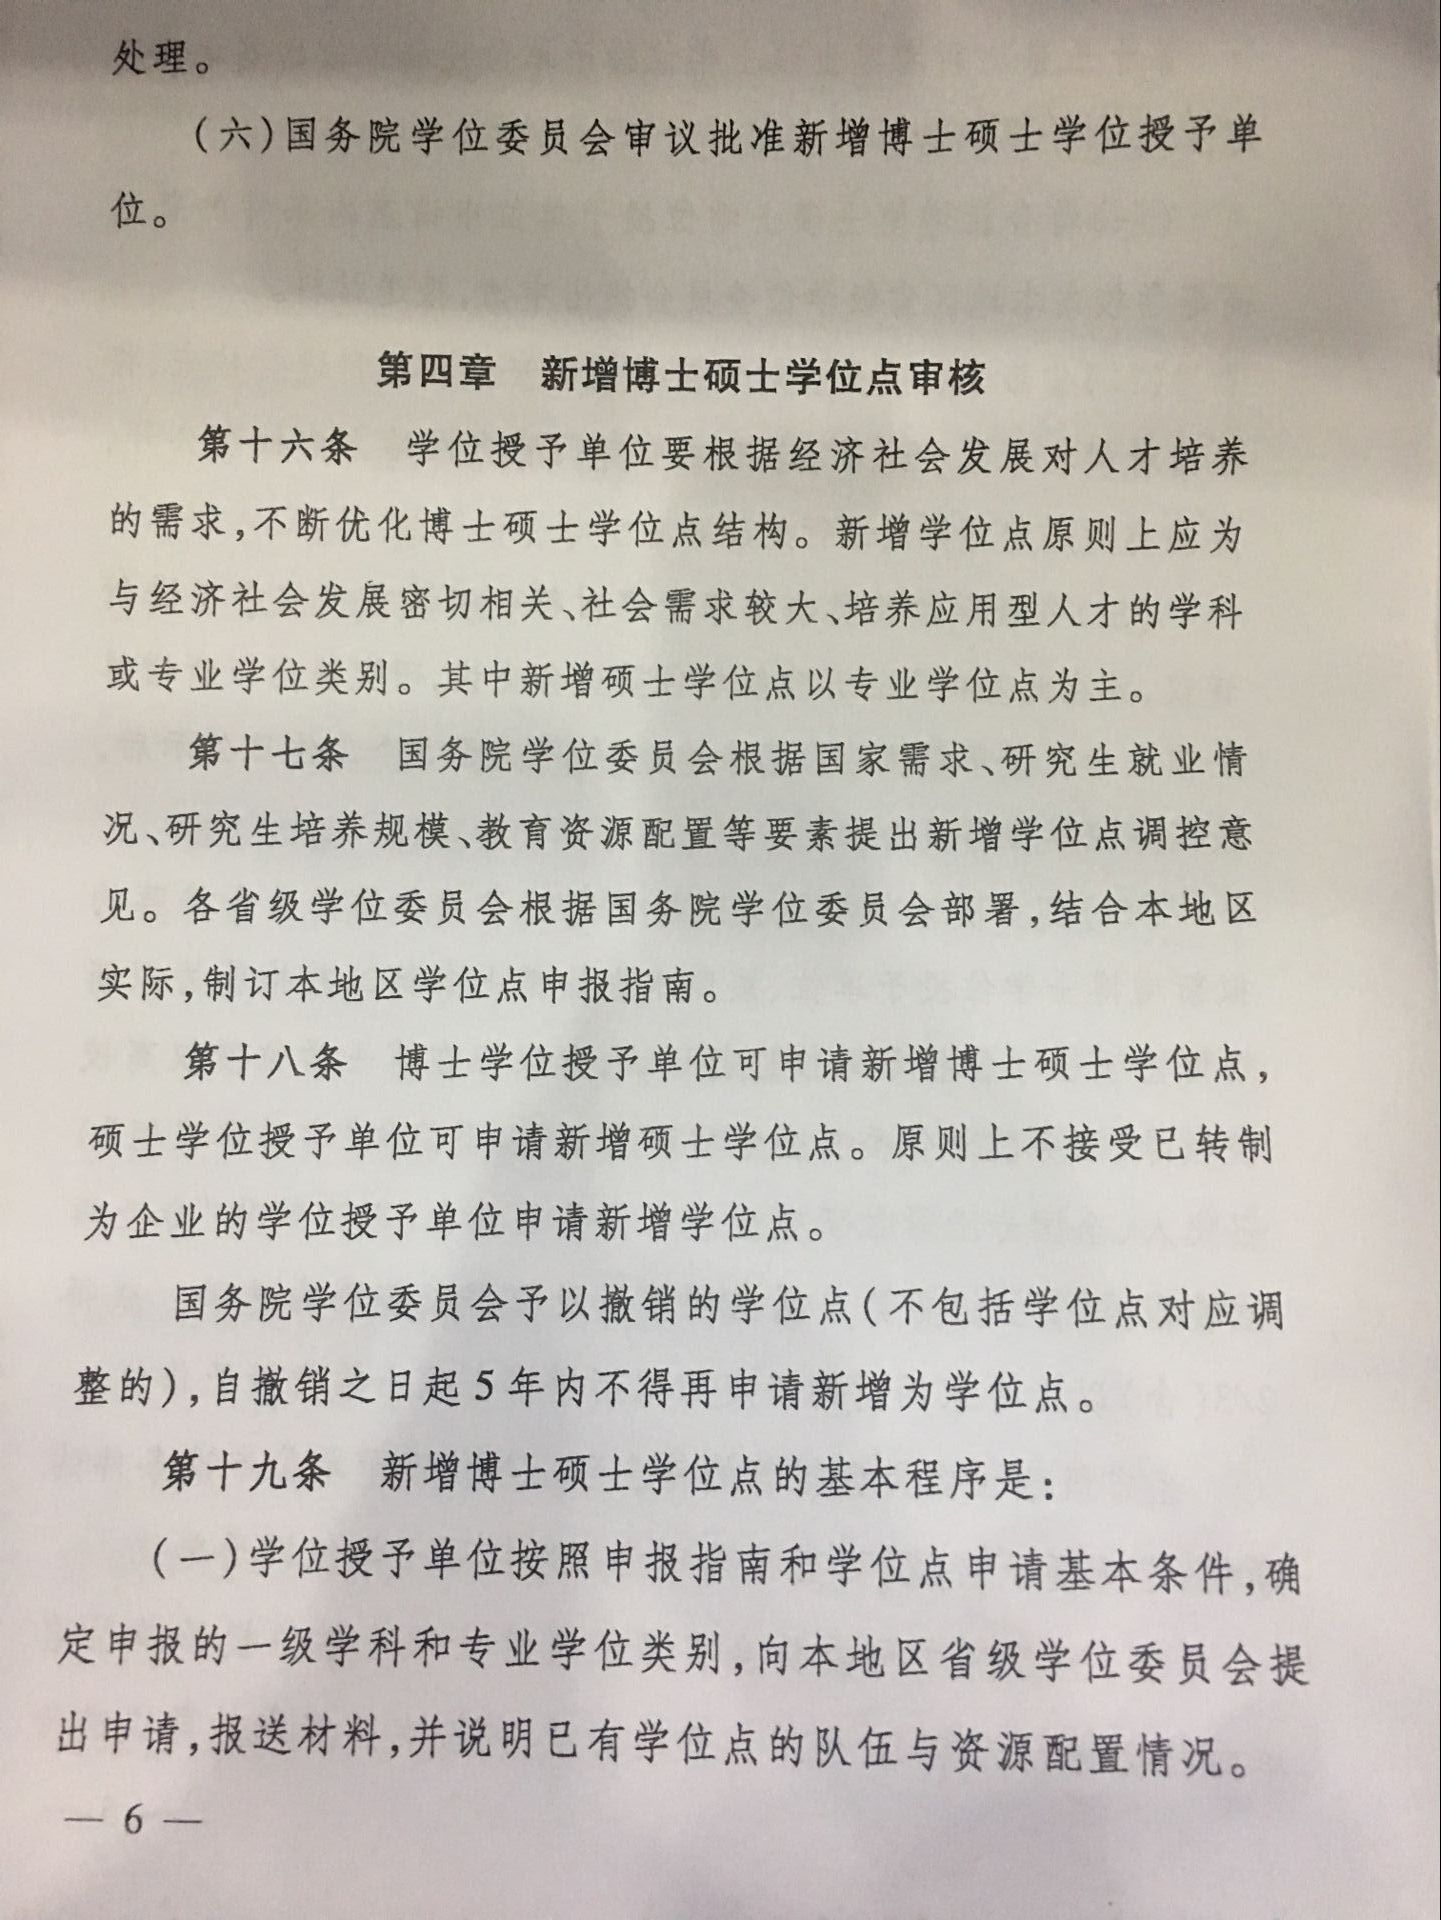 处理。
(六)国务院学位委员会审议批准新增博士硕士学位授予单
位。
第四章 新增博士硕士学位点审核
第十六条 学位授予单位要根据经济社会发展对人才培养
的需求,不断优化博士硕士学位点结构。新增学位点原则上应为
与经济社会发展密切相关、社会需求较大、培养应用型人才的学科
或专业学位类别。其中新增硕士学位点以专业学位点为主。
第十七条 国务院学位委员会根据国家需求、研究生就业情
况、研究生培养规模、教育资源配置等要素提出新增学位点调控意
见。各省级学位委员会根据国务院学位委员会部署,结合本地区
实际,制订本地区学位点申报指南。
第十八条 博士学位授予单位可申请新增博士硕士学位点,
硕士学位授予单位可申请新增硕士学位点。原则上不接受已转制
为企业的学位授予单位申请新增学位点。
国务院学位委员会予以撤销的学位点(不包括学位点对应调
整的),自撤销之日起5年内不得再申请新增为学位点。
第十九条 新增博士硕士学位点的基本程序是:
(一)学位授予单位按照申报指南和学位点申请基本条件,确
定申报的一级学科和专业学位类别,向本地区省级学位委员会提
出申请,报送材料,并说明已有学位点的队伍与资源配置情况。
— 6 —